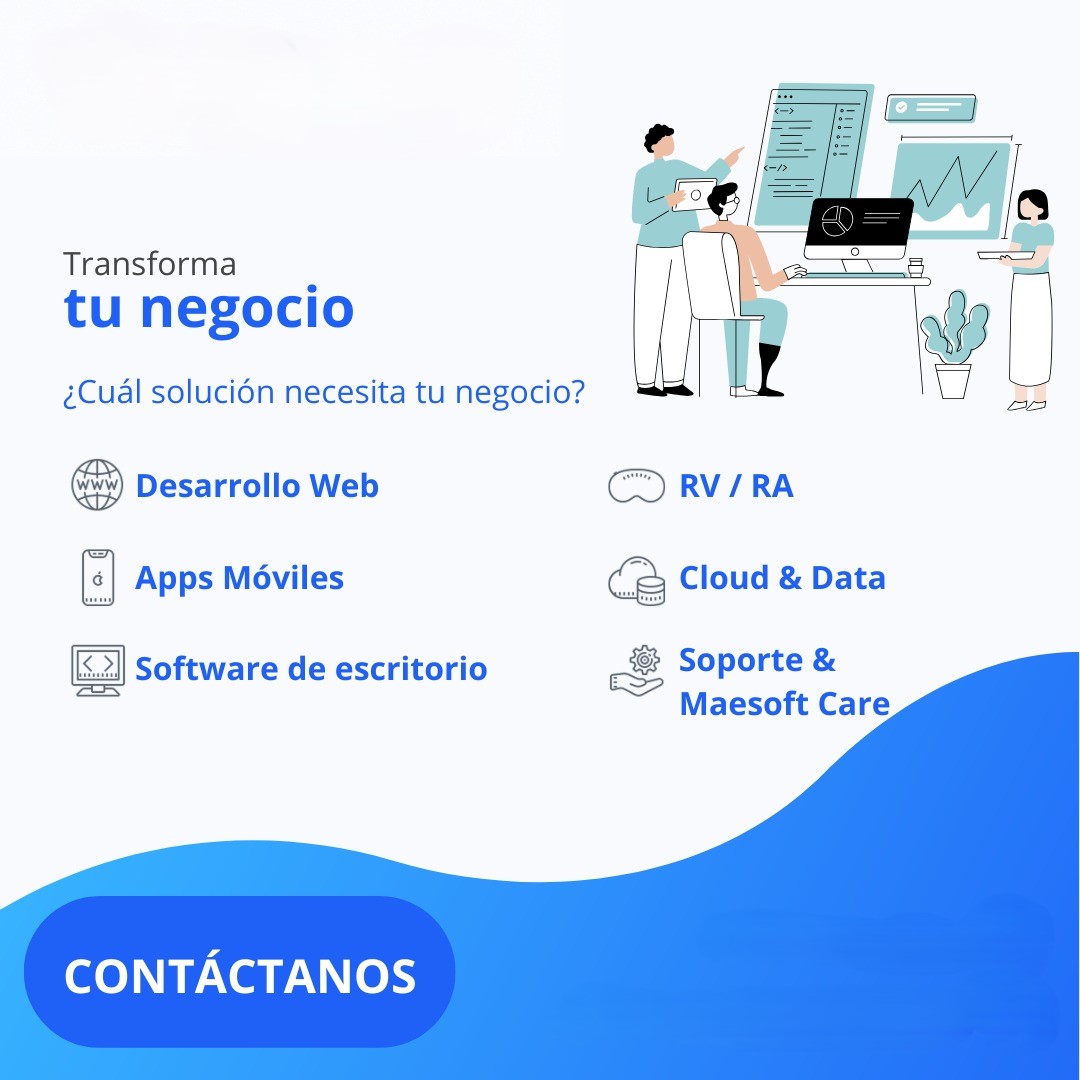 Transforma
tu negocio
¿Cuál solución necesita tu negocio?
WWW
Desarrollo Web
RV / RA
Apps Móviles
Cloud & Data
Software de escritorio
Soporte &
Maesoft Care
CONTÁCTANOS